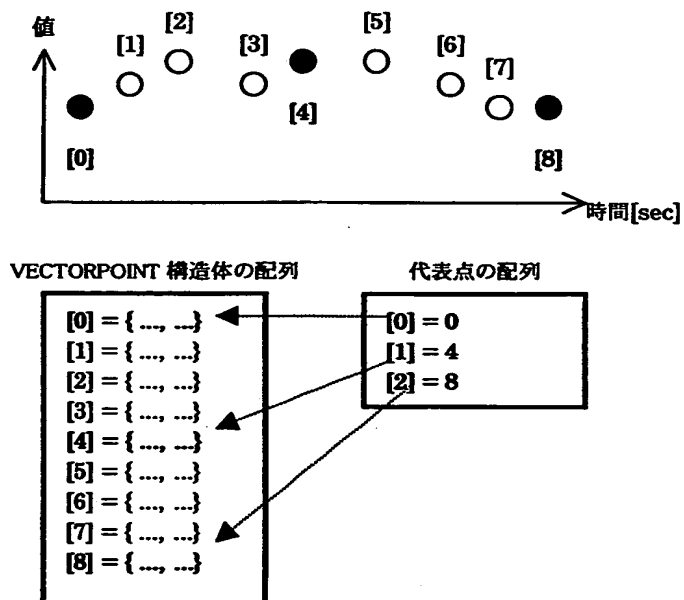 値
[0]
[1]
[2]
[3]
[4]
[5]
[6]
[7]
[8]
時間[sec]
VECTORPOINT 構造体の配列
[0] = { ..., ...}
[1] = { ..., ...}
[2] = { ..., ...}
[3] = { ..., ...}
[4] = { ..., ...}
[5] = { ..., ...}
[6] = { ..., ...}
[7] = { ..., ...}
[8] = { ..., ...}
代表点の配列
[0] = 0
[1] = 4
[2] = 8